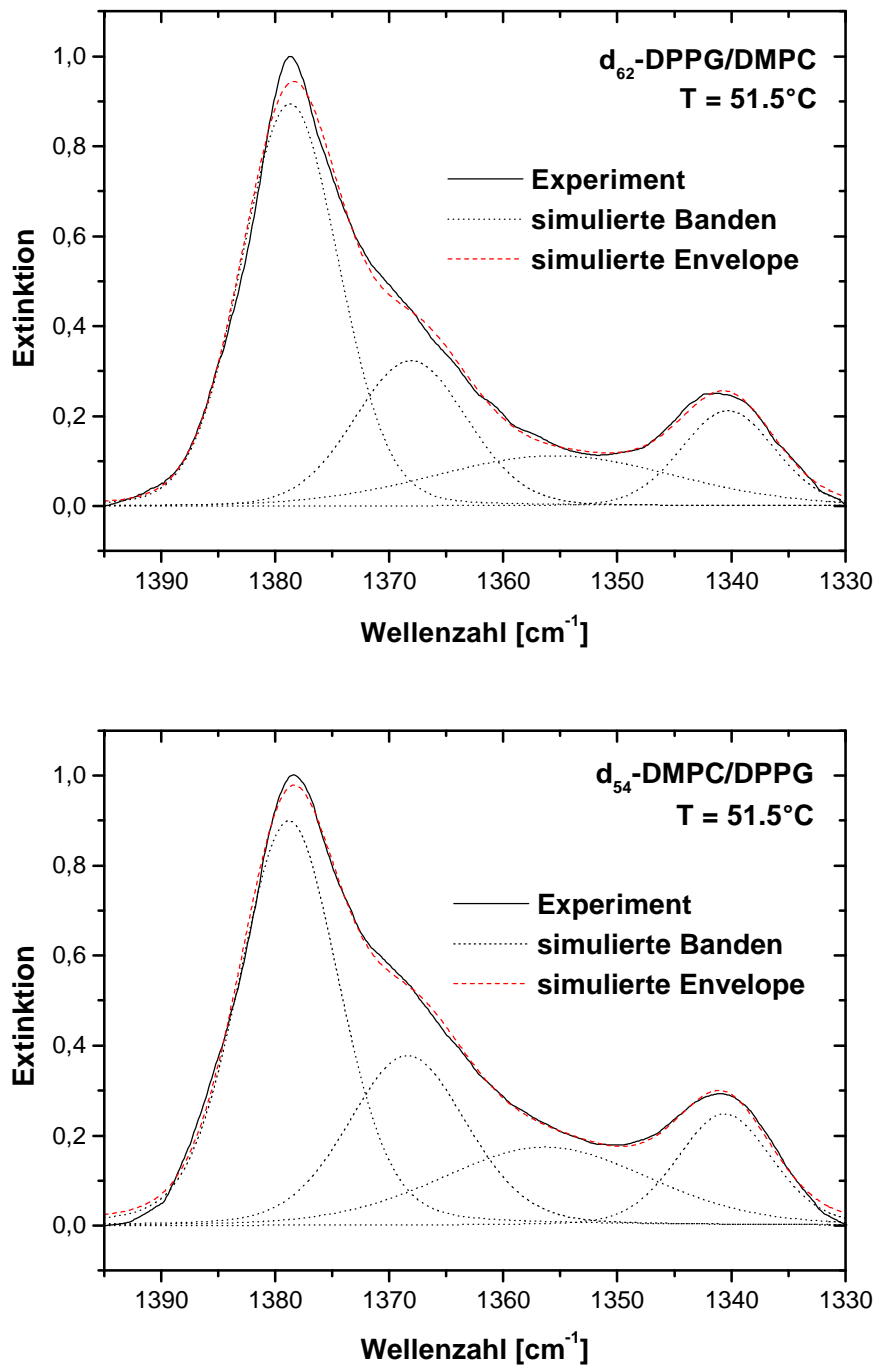 d62-DPPG/DMPC
T = 51.5°C
Experiment
simulierte Banden
simulierte Envelope
Extinktion
1,0
0,8
0,6
0,4
0,2
0,0
1390 1380 1370 1360 1350 1340 1330
Wellenzahl [cm-1]
d54-DMPC/DPPG
T = 51.5°C
Experiment
simulierte Banden
simulierte Envelope
Extinktion
1,0
0,8
0,6
0,4
0,2
0,0
1390 1380 1370 1360 1350 1340 1330
Wellenzahl [cm-1]